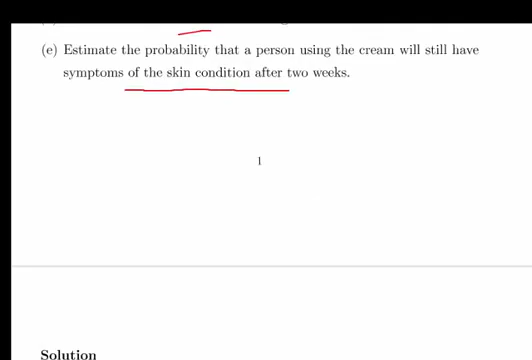 (e) Estimate the probability that a person using the cream will still have
symptoms of the skin condition after two weeks.
1
Solution